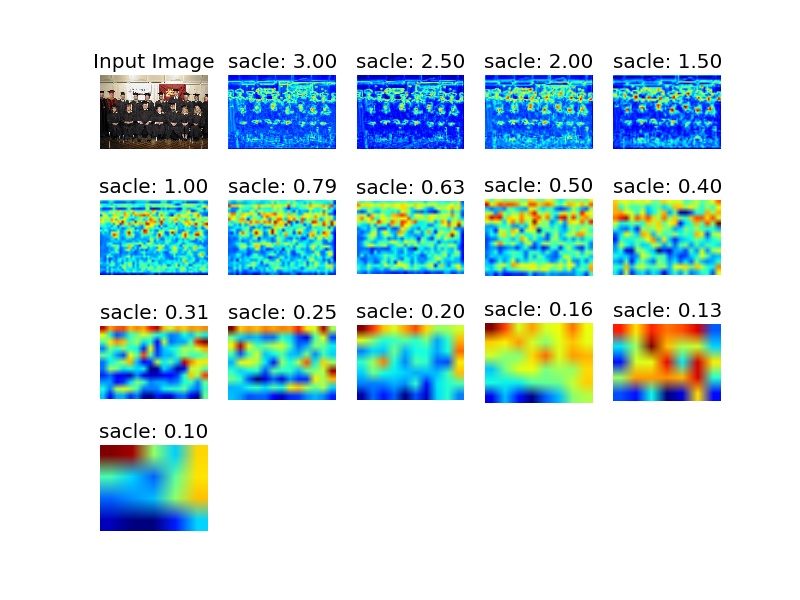 Input Image
sacle: 3.00
sacle: 2.50
sacle: 2.00
sacle: 1.50
sacle: 1.00
sacle: 0.79
sacle: 0.63
sacle: 0.50
sacle: 0.40
sacle: 0.31
sacle: 0.25
sacle: 0.20
sacle: 0.16
sacle: 0.13
sacle: 0.10